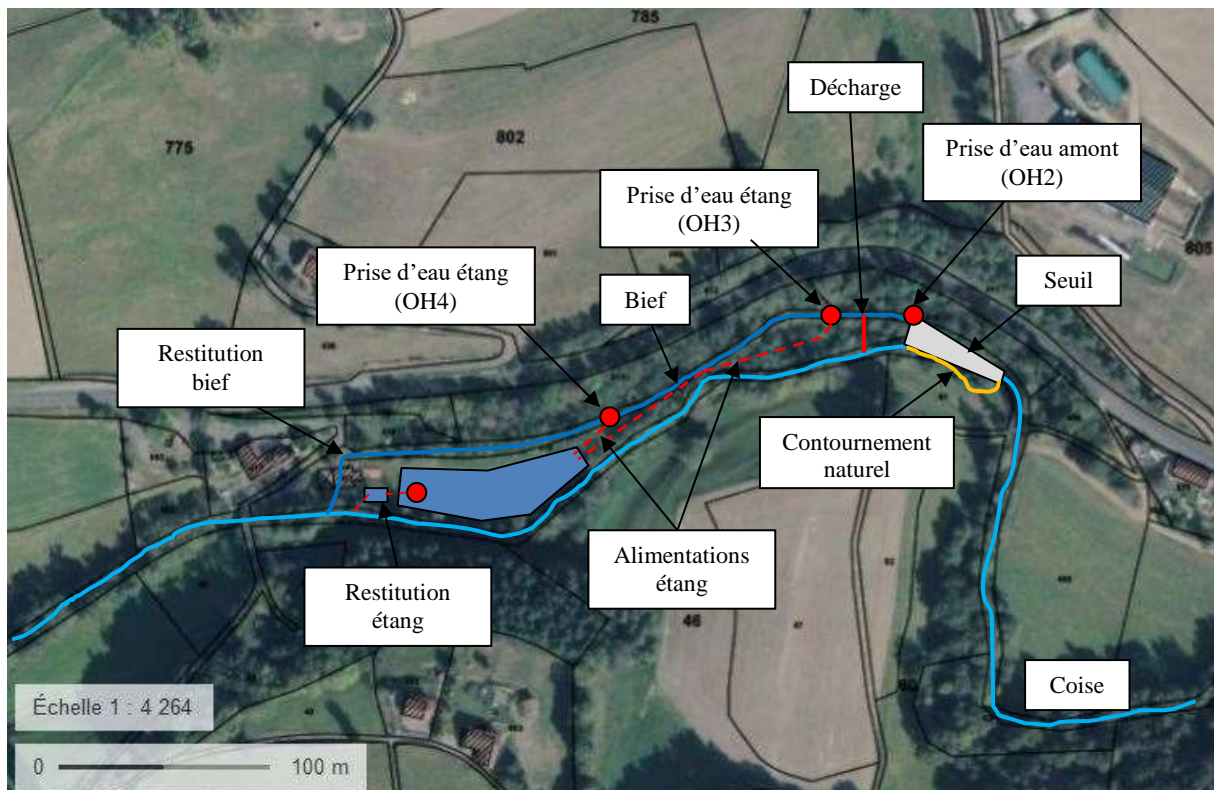 785
Décharge
775
802
Prise d’eau amont
(OH2)
Prise d’eau étang
(OH3)
805
Prise d’eau étang
(OH4)
Bief
Seuil
Restitution
bief
Contournement
naturel
Alimentations
étang
Restitution
étang
46
47
Coise
Échelle 1 : 4 264
0
100 m